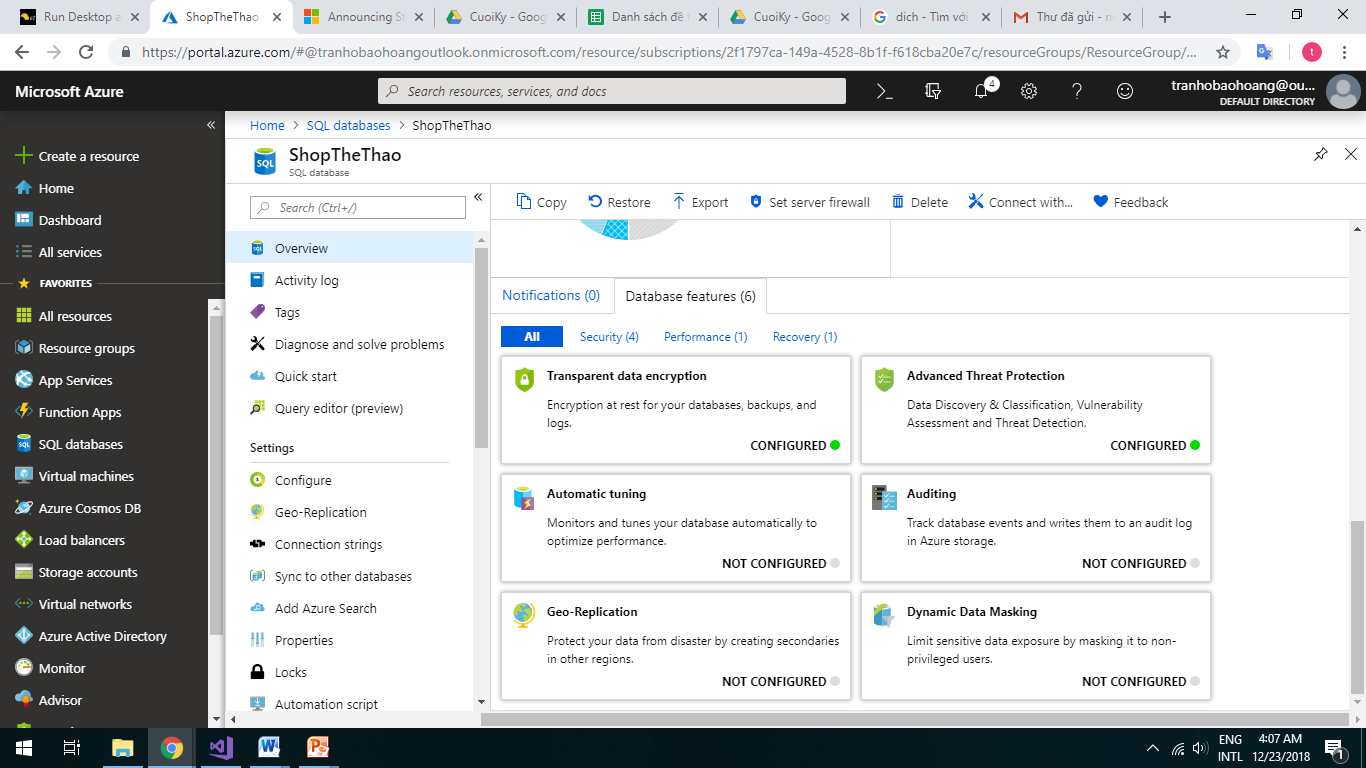 Run Desktop a
ShopTheThao
Announcing St
CuoiKy - Goog
Danh sách đề t
CuoiKy - Goog
dich - Tìm với
Thư đã gửi - n
https://portal.azure.com/#@tranhobaohoangoutlook.onmicrosoft.com/resource/subscriptions/2f1797ca-149a-4528-8b1f-f618cba20e7c/resourceGroups/ResourceGroup/...
t
Microsoft Azure
Search resources, services, and docs
4
tranhobaohoang@ou...
DEFAULT DIRECTORY
Create a resource
Home
Dashboard
All services
FAVORITES
All resources
Resource groups
App Services
Function Apps
SQL databases
Virtual machines
Azure Cosmos DB
Load balancers
Storage accounts
Virtual networks
Azure Active Directory
Monitor
Advisor
Home > SQL databases > ShopTheThao
ShopTheThao
SQL database
Search (Ctrl+/)
Overview
Activity log
Tags
Diagnose and solve problems
Quick start
Query editor (preview)
Settings
Configure
Geo-Replication
Connection strings
Sync to other databases
Add Azure Search
Properties
Locks
Automation script
Copy
Restore
Export
Set server firewall
Delete
Connect with...
Feedback
Notifications (0)
Database features (6)
All
Security (4)
Performance (1)
Recovery (1)
Transparent data encryption
Encryption at rest for your databases, backups, and
logs.
CONFIGURED
Advanced Threat Protection
Data Discovery & Classification, Vulnerability
Assessment and Threat Detection.
CONFIGURED
Automatic tuning
Monitors and tunes your database automatically to
optimize performance.
NOT CONFIGURED
Auditing
Track database events and writes them to an audit log
in Azure storage.
NOT CONFIGURED
Geo-Replication
Protect your data from disaster by creating secondaries
in other regions.
NOT CONFIGURED
Dynamic Data Masking
Limit sensitive data exposure by masking it to non-
privileged users.
NOT CONFIGURED
ENG
INTL
4:07 AM
12/23/2018
1